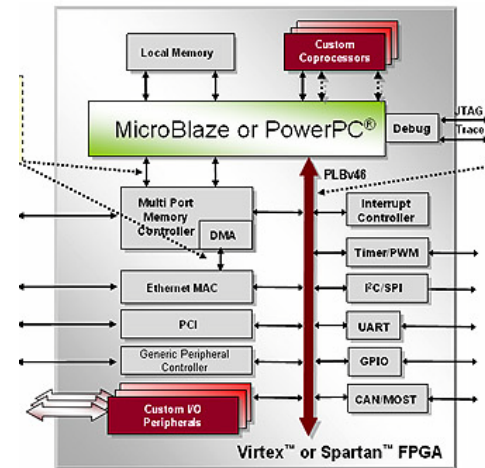 Local Memory
Custom
Coprocessors
MicroBlaze or PowerPC®
Debug
JTAG
Trace
PLBv46
Multi Port
Memory
Controller
DMA
Interrupt
Controller
Timer/PWM
Ethernet MAC
I²C/SPI
PCI
UART
Generic Peripheral
Controller
GPIO
Custom I/O
Peripherals
CAN/MOST
Virtex™ or Spartan™ FPGA